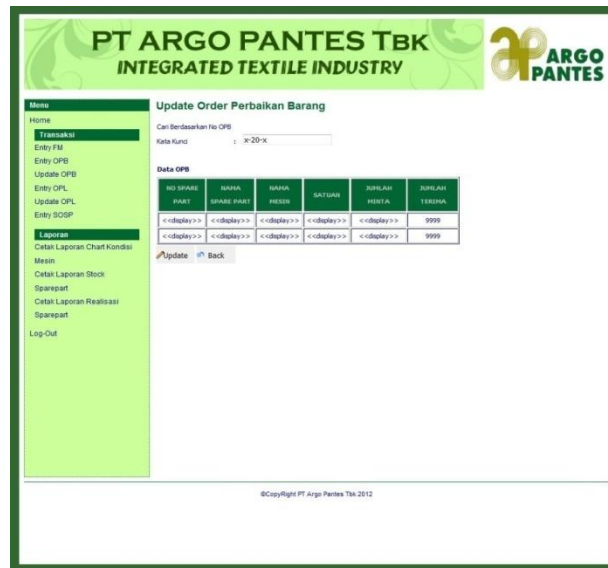 PT ARGO PANTES TBK
INTEGRATED TEXTILE INDUSTRY
ARGO
PANTES
Menu
Home
Transaksi
Entry FM
Entry OPB
Update OPB
Entry OPL
Update OPL
Entry SOSP
Laporan
Cetak Laporan Chart Kondisi
Mesin
Cetak Laporan Stock
Sparepart
Cetak Laporan Realisasi
Sparepart
Log-Out
Update Order Perbaikan Barang
Cari Berdasarkan No OPB
Kata Kunci : x-20-x
Data OPB
NO SPARE PART NAMA SPARE PART NAMA MESIN SATUAN JUMLAH MINTA JUMLAH TERIMA
<<display>> <<display>> <<display>> <<display>> <<display>> 9999
<<display>> <<display>> <<display>> <<display>> <<display>> 9999
Update Back
©CopyRight PT Argo Pantes Tbk 2012